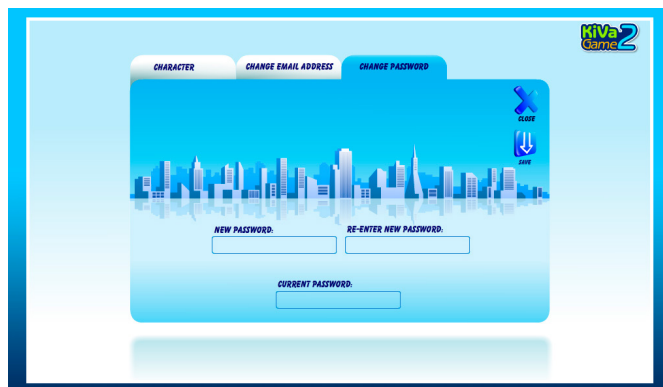 KiVa 2
Game
CHARACTER
CHANGE EMAIL ADDRESS
CHANGE PASSWORD
CLOSE
SAVE
NEW PASSWORD:
RE-ENTER NEW PASSWORD:
CURRENT PASSWORD: